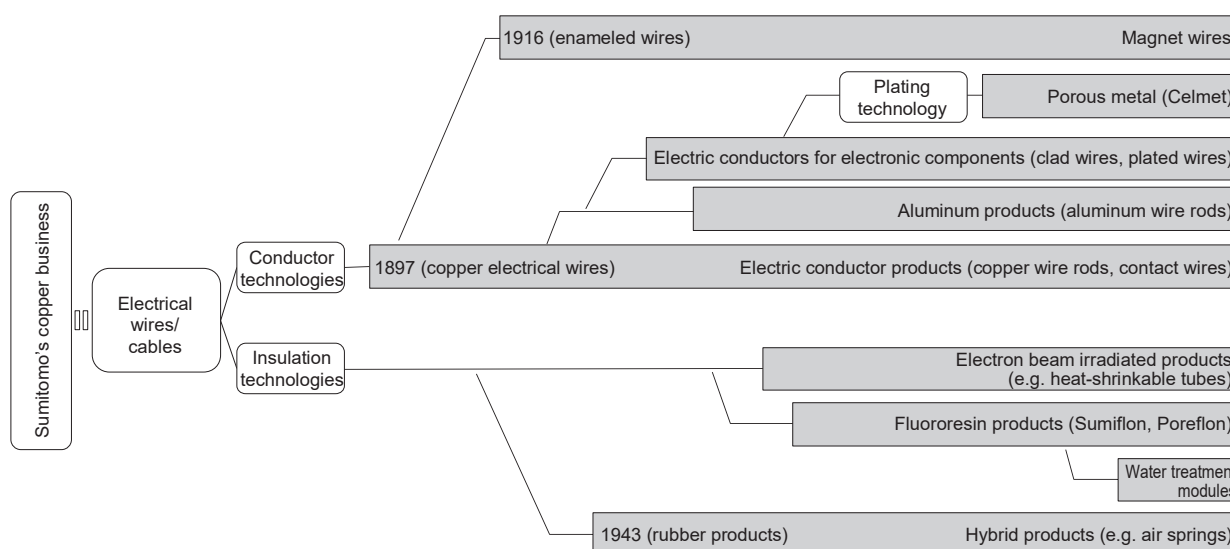 1916 (enameled wires) Magnet wires
Plating
technology
Porous metal (Celmet)
Electric conductors for electronic components (clad wires, plated wires)
Aluminum products (aluminum wire rods)
Sumitomo's copper business
Electrical
wires/
cables
Conductor
technologies
1897 (copper electrical wires) Electric conductor products (copper wire rods, contact wires)
Insulation
technologies
Electron beam irradiated products
(e.g. heat-shrinkable tubes)
Fluororesin products (Sumiflon, Poreflon)
Water treatmen
modules
1943 (rubber products) Hybrid products (e.g. air springs)